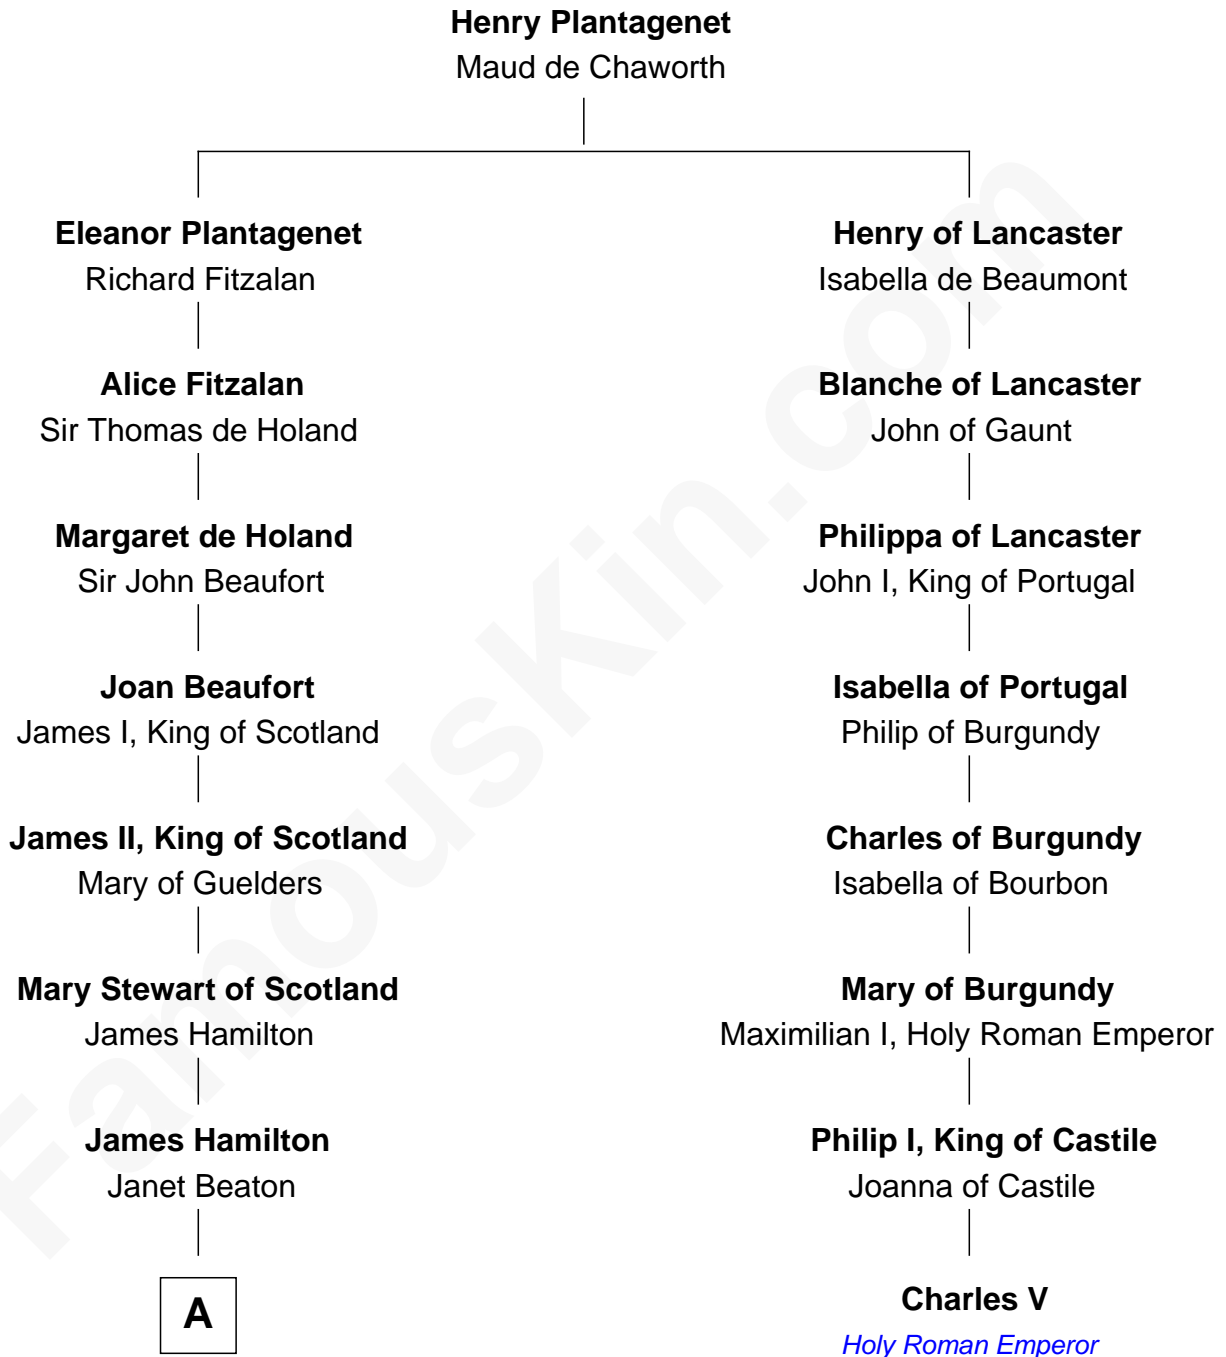 Henry Plantagenet
Maud de Chaworth
Eleanor Plantagenet
Richard Fitzalan
Henry of Lancaster
Isabella de Beaumont
Alice Fitzalan
Sir Thomas de Holand
Blanche of Lancaster
John of Gaunt
Margaret de Holand
Sir John Beaufort
Philippa of Lancaster
John I, King of Portugal
Joan Beaufort
James I, King of Scotland
Isabella of Portugal
Philip of Burgundy
James II, King of Scotland
Mary of Guelders
Charles of Burgundy
Isabella of Bourbon
Mary Stewart of Scotland
James Hamilton
Mary of Burgundy
Maximilian I, Holy Roman Emperor
James Hamilton
Janet Beaton
Philip I, King of Castile
Joanna of Castile
A
Charles V
Holy Roman Emperor
FamousKin.com